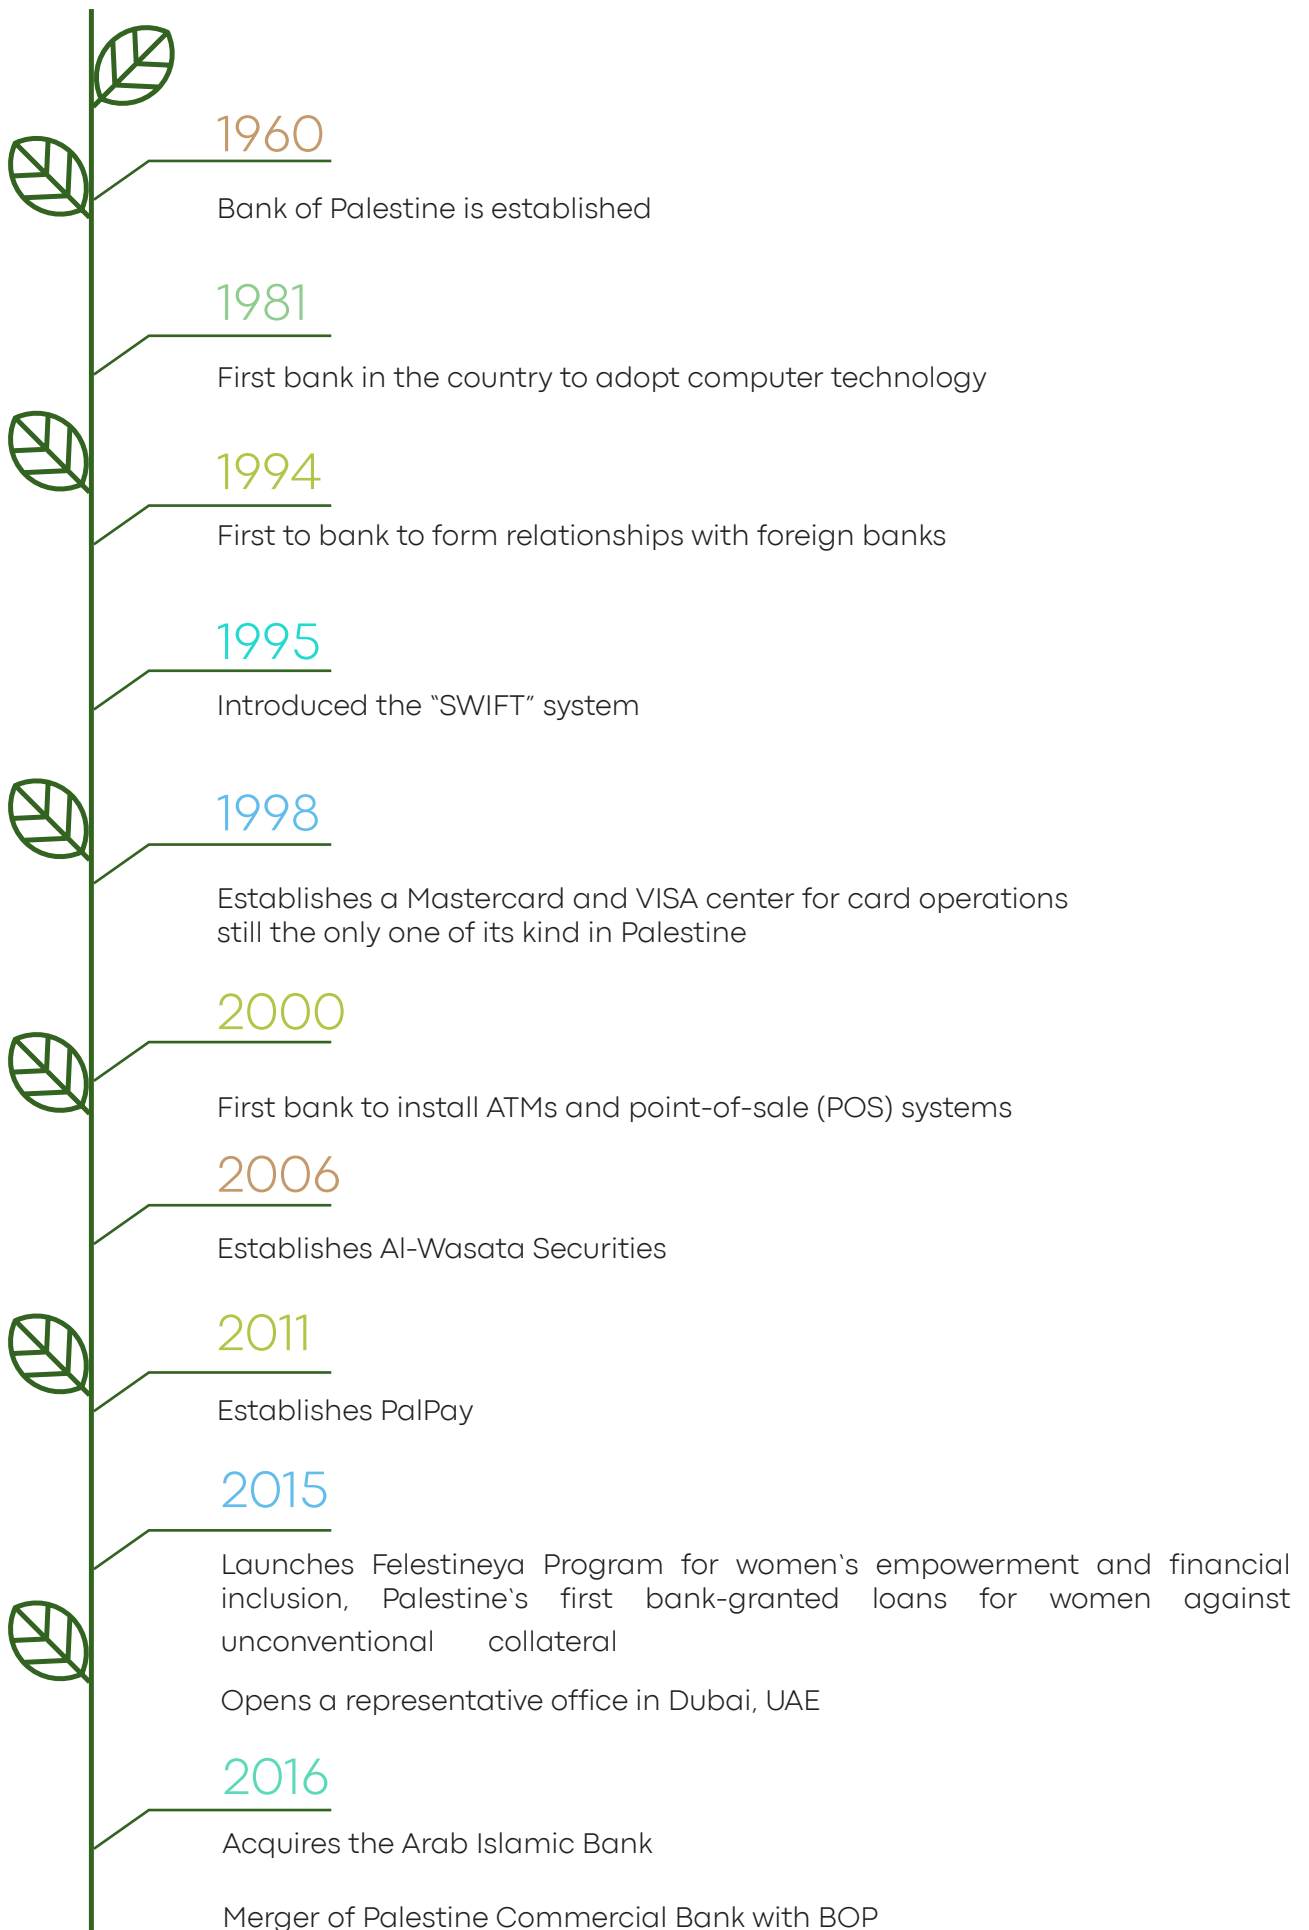 1960
Bank of Palestine is established
1981
First bank in the country to adopt computer technology
1994
First to bank to form relationships with foreign banks
1995
Introduced the “SWIFT” system
1998
Establishes a Mastercard and VISA center for card operations
still the only one of its kind in Palestine
2000
First bank to install ATMs and point-of-sale (POS) systems
2006
Establishes Al-Wasata Securities
2011
Establishes PalPay
2015
Launches Felestineya Program for women‵s empowerment and financial
inclusion, Palestine‵s first bank-granted loans for women against
unconventional collateral
Opens a representative office in Dubai, UAE
2016
Acquires the Arab Islamic Bank
Merger of Palestine Commercial Bank with BOP